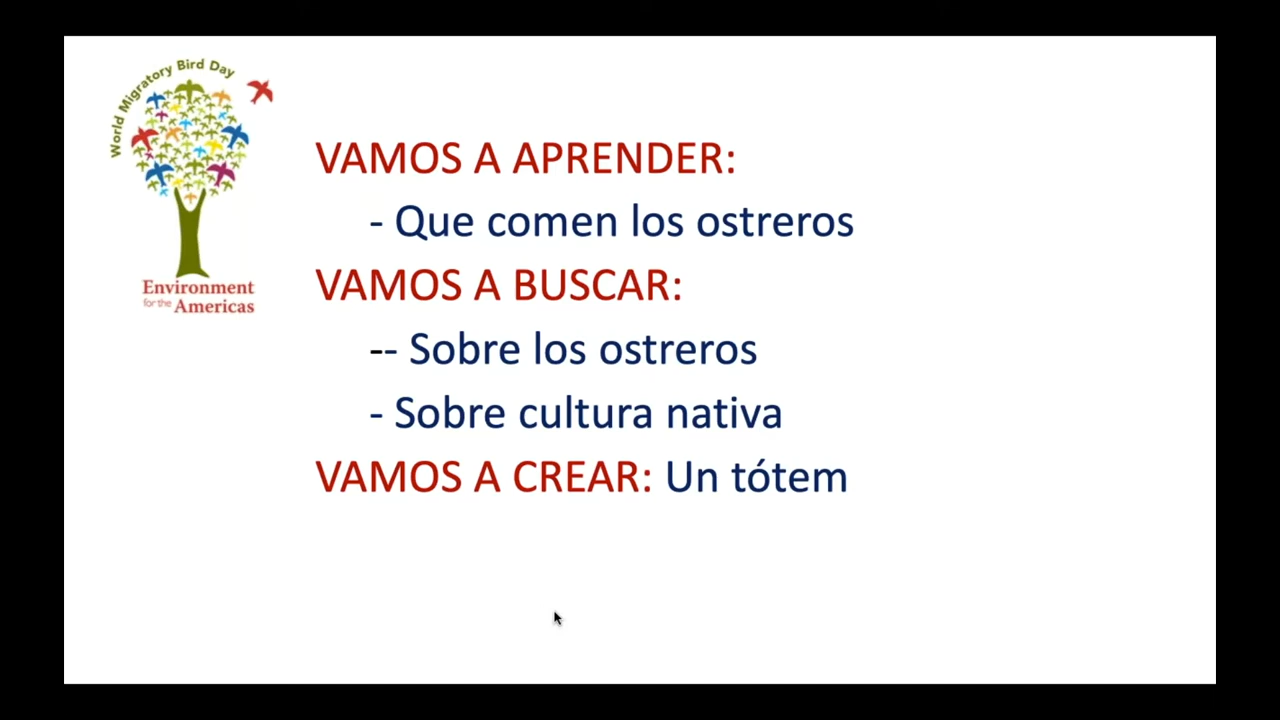 World Migratory Bird Day
Environment
for the Americas
VAMOS A APRENDER:
- Que comen los ostreros
VAMOS A BUSCAR:
-- Sobre los ostreros
- Sobre cultura nativa
VAMOS A CREAR: Un tótem